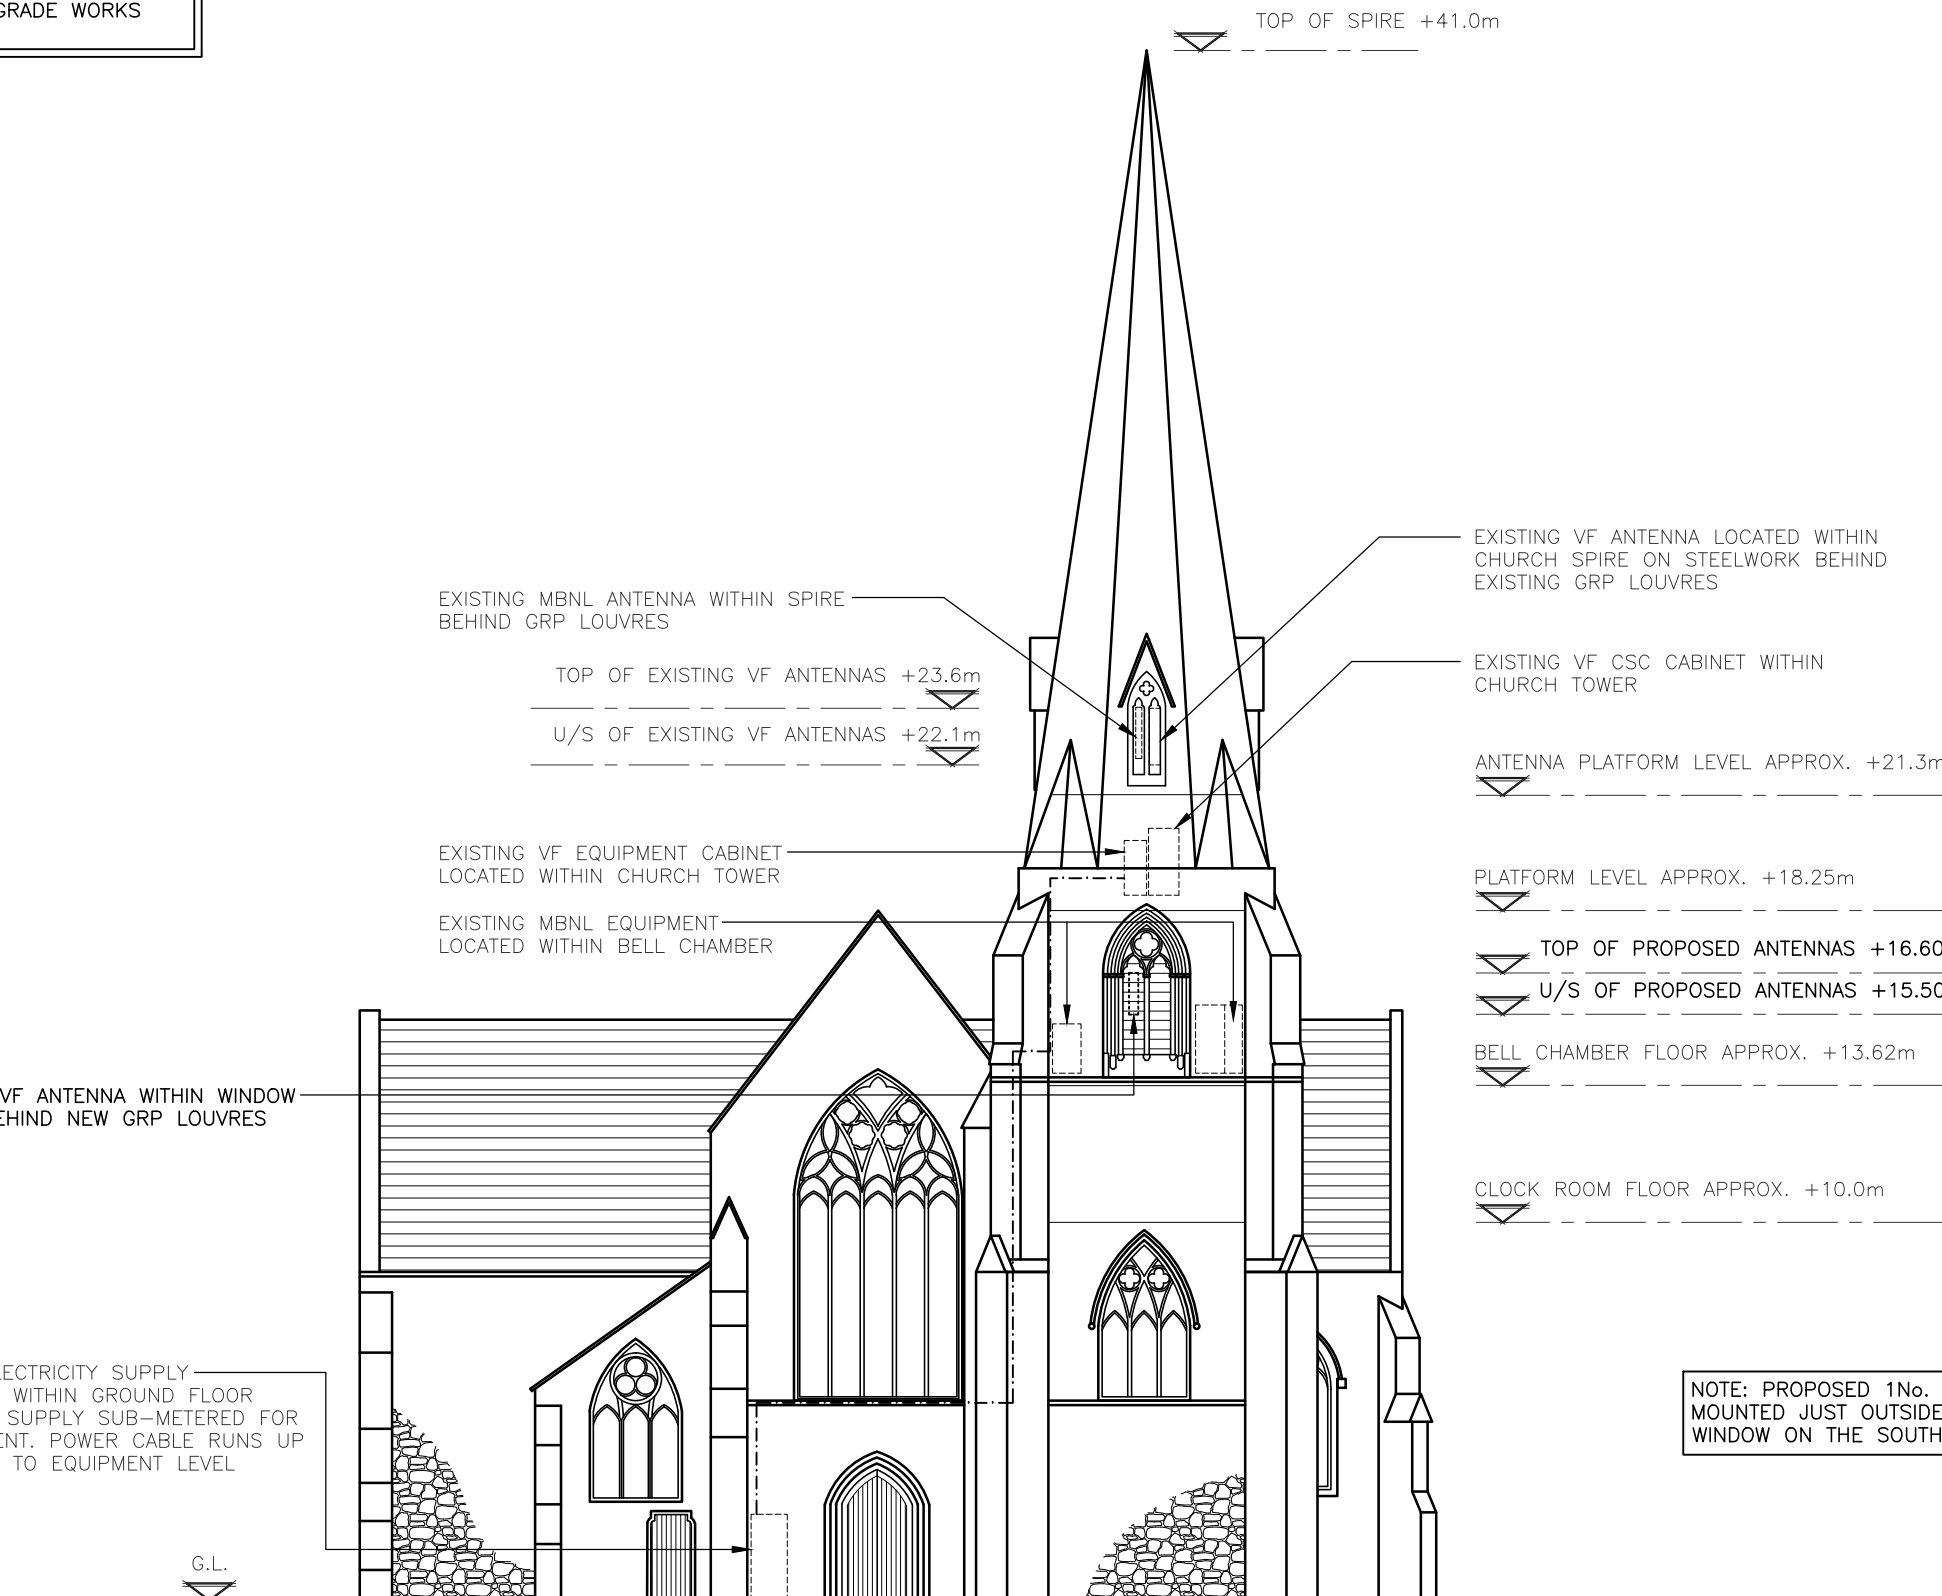 GRADE WORKS
TOP OF SPIRE +41.0m
EXISTING VF ANTENNA LOCATED WITHIN
CHURCH SPIRE ON STEELWORK BEHIND
EXISTING GRP LOUVRES
EXISTING MBNL ANTENNA WITHIN SPIRE
BEHIND GRP LOUVRES
EXISTING VF CSC CABINET WITHIN
CHURCH TOWER
TOP OF EXISTING VF ANTENNAS +23.6m
U/S OF EXISTING VF ANTENNAS +22.1m
ANTENNA PLATFORM LEVEL APPROX. +21.3m
EXISTING VF EQUIPMENT CABINET
LOCATED WITHIN CHURCH TOWER
PLATFORM LEVEL APPROX. +18.25m
EXISTING MBNL EQUIPMENT
LOCATED WITHIN BELL CHAMBER
TOP OF PROPOSED ANTENNAS +16.60
U/S OF PROPOSED ANTENNAS +15.50
BELL CHAMBER FLOOR APPROX. +13.62m
VF ANTENNA WITHIN WINDOW
EHIND NEW GRP LOUVRES
CLOCK ROOM FLOOR APPROX. +10.0m
LECTRICITY SUPPLY
WITHIN GROUND FLOOR
SUPPLY SUB-METERED FOR
ENT. POWER CABLE RUNS UP
TO EQUIPMENT LEVEL
NOTE: PROPOSED 1No.
MOUNTED JUST OUTSIDE
WINDOW ON THE SOUTH
G.L.